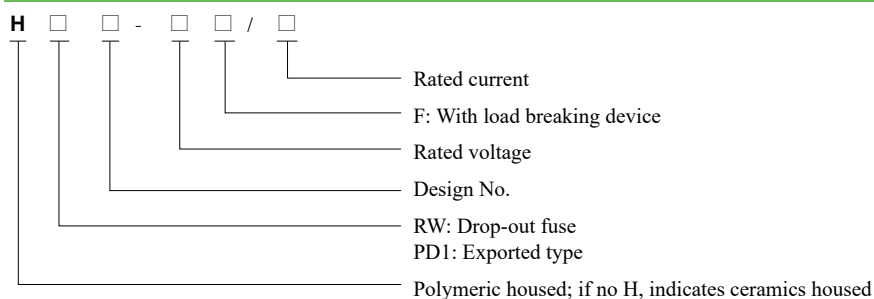 H □ □ - □ □ / □
Rated current
F: With load breaking device
Rated voltage
Design No.
RW: Drop-out fuse
PD1: Exported type
Polymeric housed; if no H, indicates ceramics housed